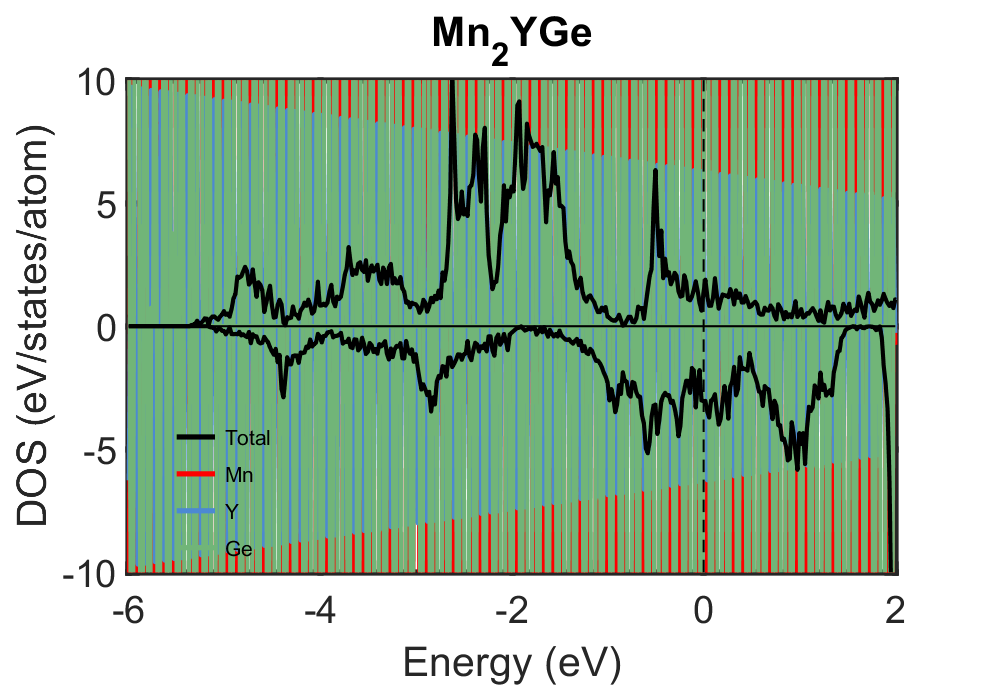 Mn₂YGe
DOS (eV/states/atom)
10
5
0
-5
-10
Total
Mn
Y
Ge
-6 -4 -2 0 2
Energy (eV)